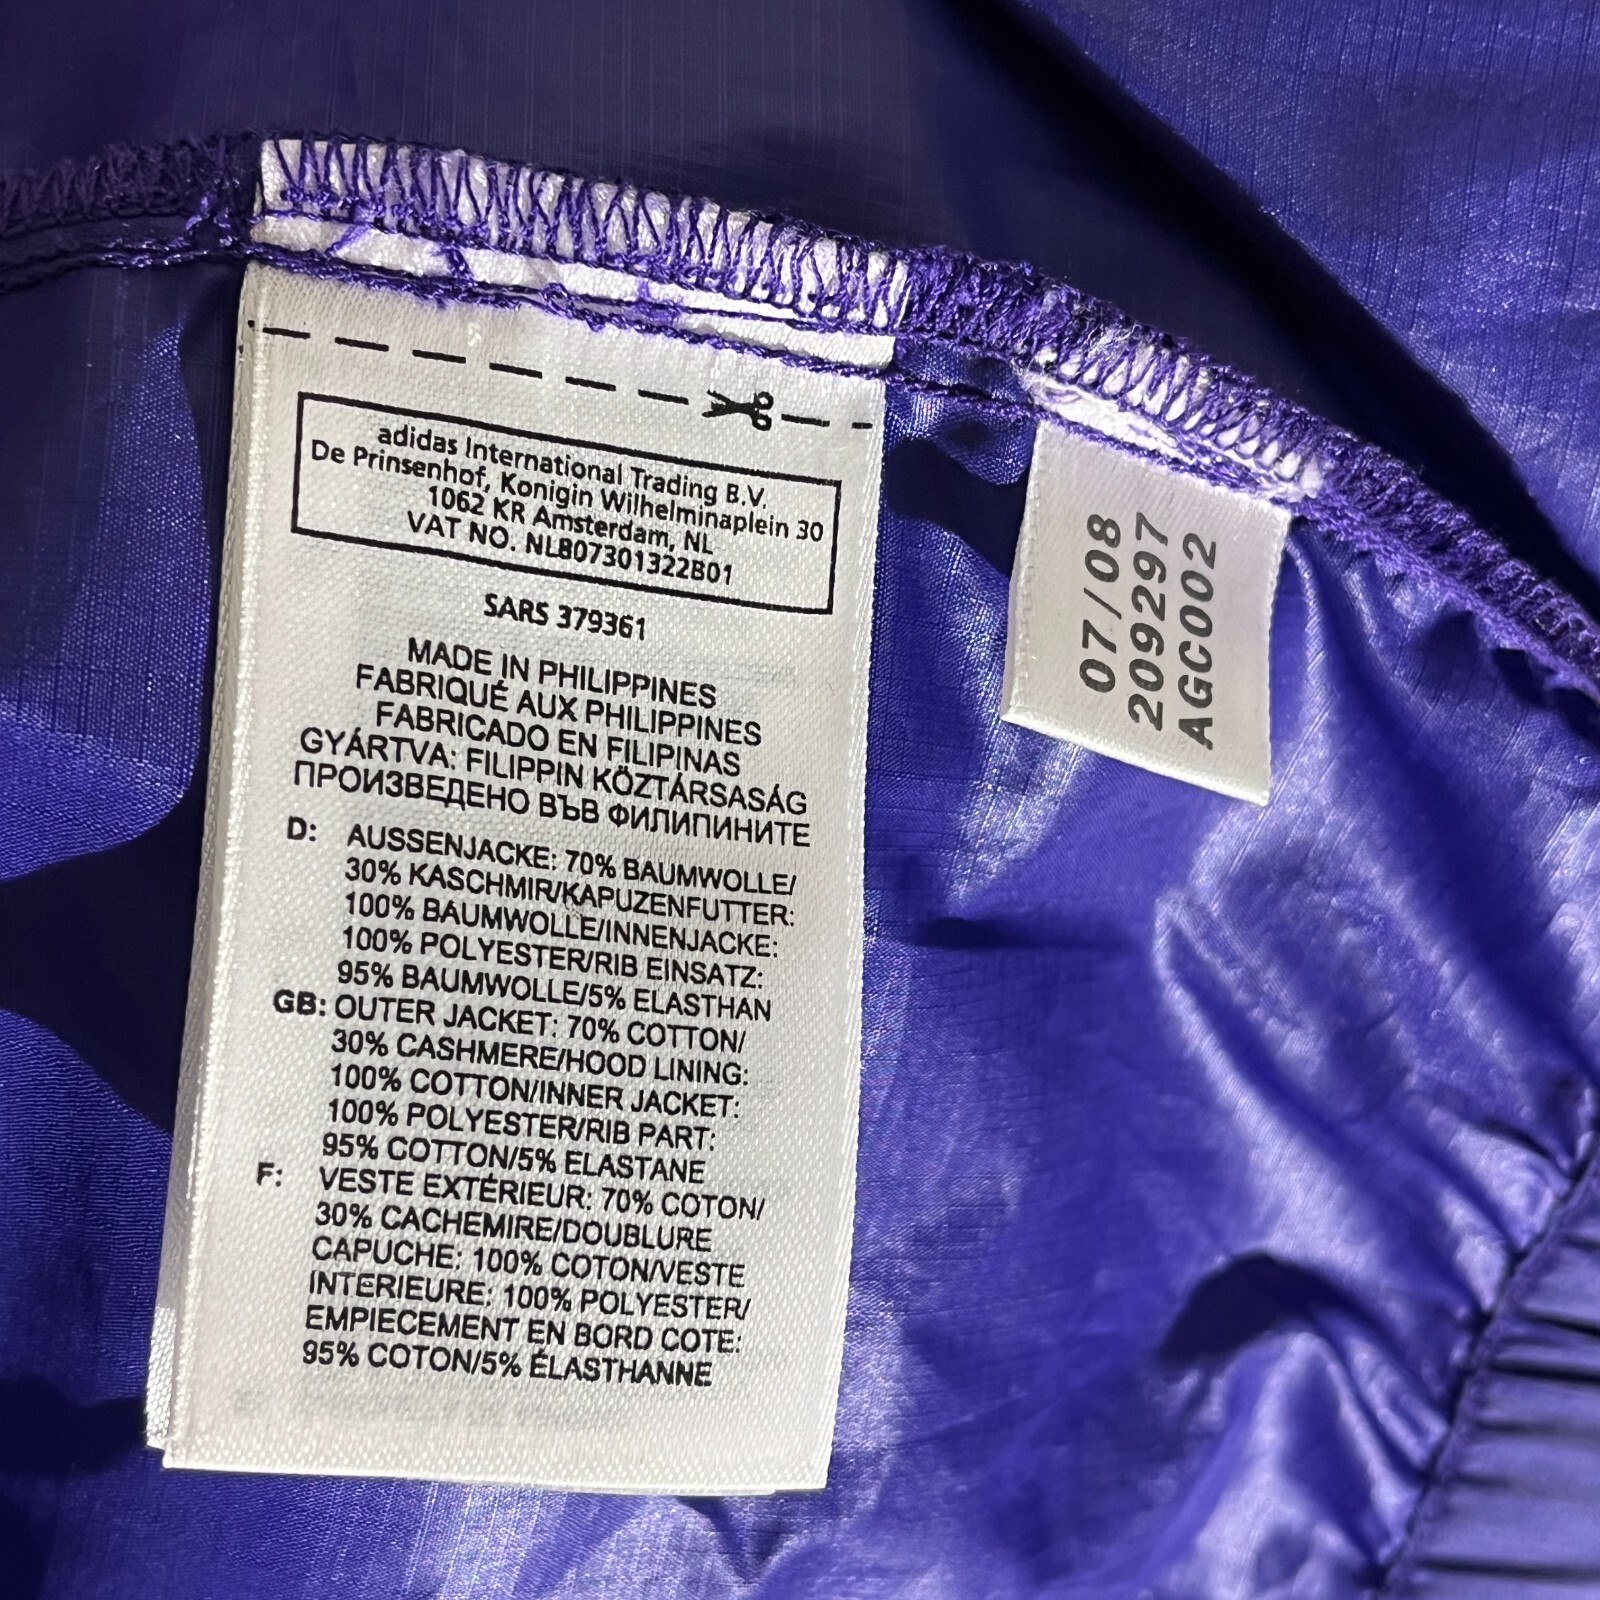 adidas International Trading B.V.
De Prinsenhof, Konigin Wilhelminaplein 30
1062 KR Amsterdam, NL
VAT NO. NL807301322B01
SARS 379361
MADE IN PHILIPPINES
FABRIQUÉ AUX PHILIPPINES
FABRICADO EN FILIPINAS
GYÁRTVA: FILIPPIN KÖZTÁRSASÁG
ПРОИЗВЕДЕНО ВЪВ ФИЛИПИНИТЕ
D: AUSSENJACKE: 70% BAUMWOLLE/
30% KASCHMIR/KAPUZENFUTTER:
100% BAUMWOLLE/INNENJACKE:
100% POLYESTER/RIB EINSATZ:
95% BAUMWOLLE/5% ELASTHAN
GB: OUTER JACKET: 70% COTTON/
30% CASHMERE/HOOD LINING:
100% COTTON/INNER JACKET:
100% POLYESTER/RIB PART:
95% COTTON/5% ELASTANE
F: VESTE EXTÉRIEUR: 70% COTON/
30% CACHEMIRE/DOUBLURE
CAPUCHE: 100% COTON/VESTE
INTERIEURE: 100% POLYESTER/
EMPIECEMENT EN BORD COTE:
95% COTON/5% ÉLASTHANNE
07/08
209297
AGC002